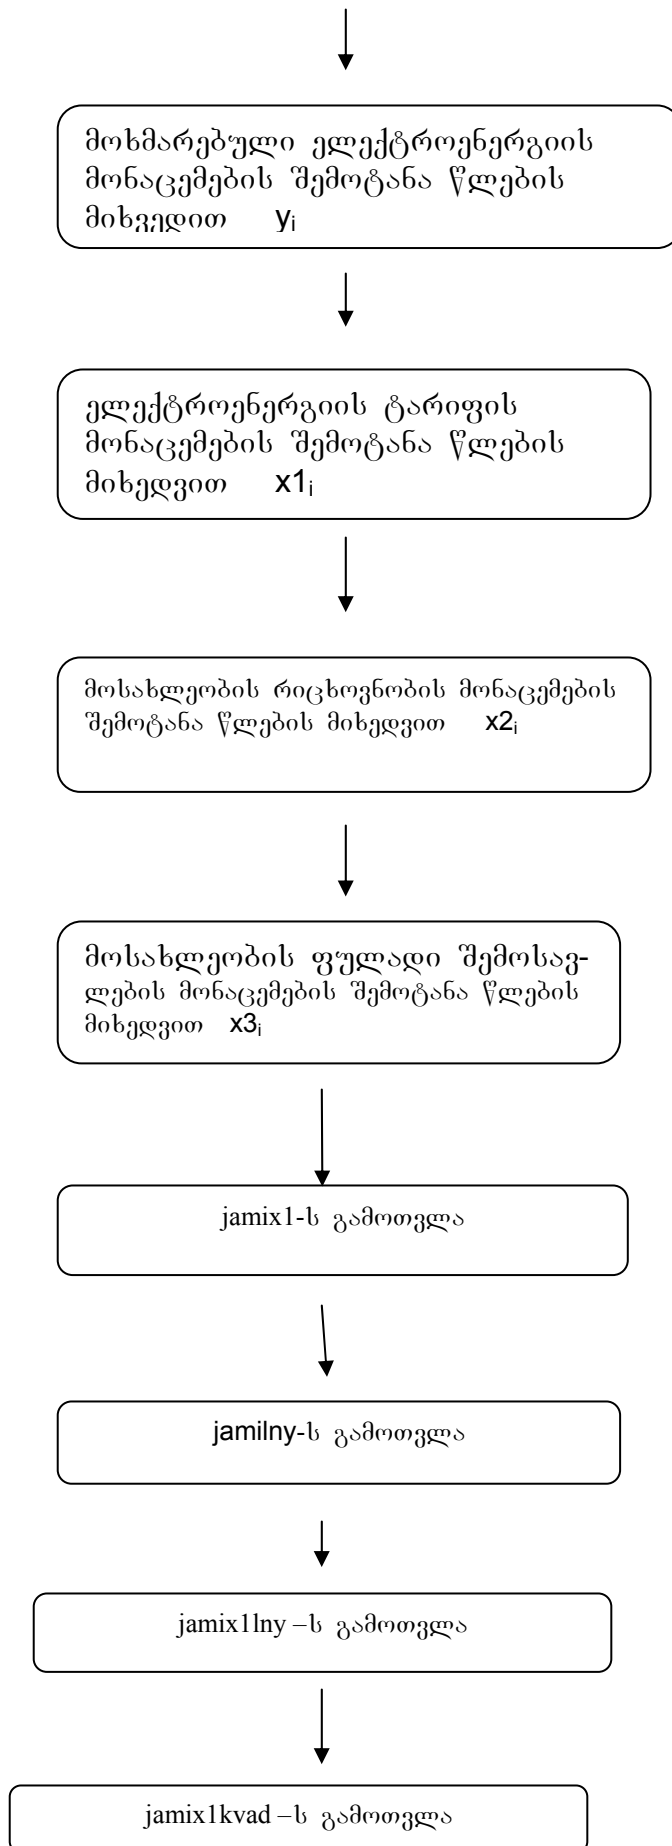 მოხმარებული ელექტროენერგიის
მონაცემების შემოტანა წლების
მიხვედით yᵢ
ელექტროენერგიის ტარიფის
მონაცემების შემოტანა წლების
მიხედვით x1ᵢ
მოსახლეობის რიცხოვნობის მონაცემების
შემოტანა წლების მიხედვით x2ᵢ
მოსახლეობის ფულადი შემოსავ-
ლების მონაცემების შემოტანა წლების
მიხედვით x3ᵢ
jamix1-ს გამოთვლა
jamilny-ს გამოთვლა
jamix1lny –ს გამოთვლა
jamix1kvad –ს გამოთვლა